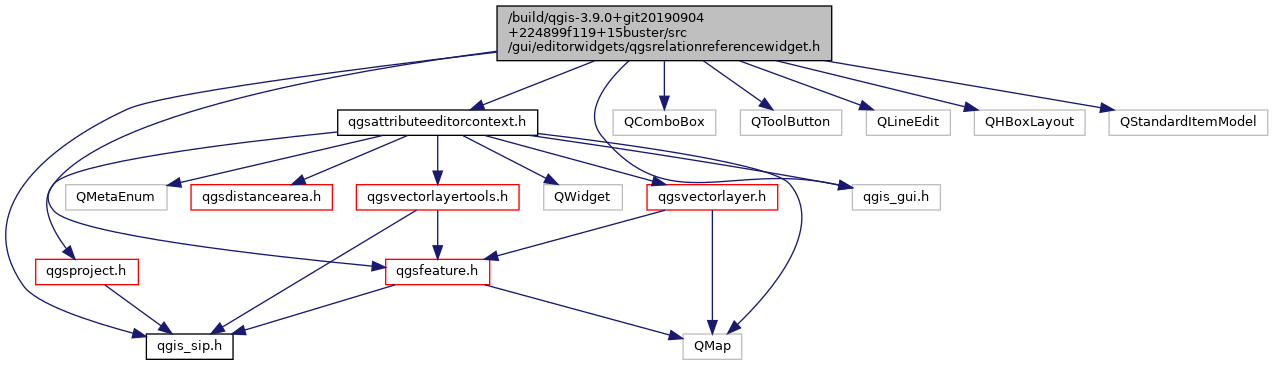 /build/qgis-3.9.0+git20190904
+224899f119+15buster/src
/gui/editorwidgets/qgsrelationreferencewidget.h
qgsattributeeditorcontext.h
QComboBox
QToolButton
QLineEdit
QHBoxLayout
QStandardItemModel
QMetaEnum
qgsdistancearea.h
qgsvectorlayertools.h
QWidget
qgsvectorlayer.h
qgis_gui.h
qgsproject.h
qgsfeature.h
qgis_sip.h
QMap